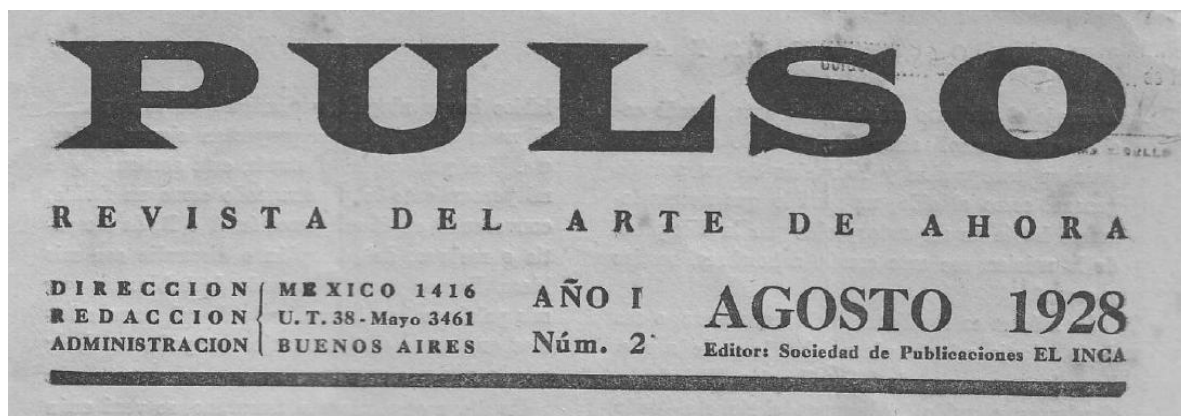 PULSO
REVISTA DEL ARTE DE AHORA
DIRECCION
REDACCION
ADMINISTRACION
MEXICO 1416
U. T. 38 - Mayo 3461
BUENOS AIRES
AÑO I
Núm. 2
AGOSTO 1928
Editor: Sociedad de Publicaciones EL INCA